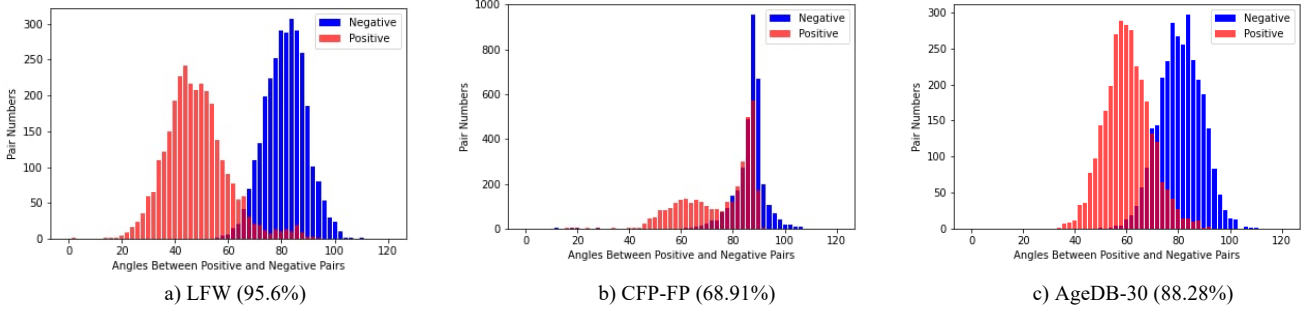 Negative
Positive
300
250
200
150
100
50
0
Pair Numbers
0 20 40 60 80 100 120
Angles Between Positive and Negative Pairs
a) LFW (95.6%)
Negative
Positive
1000
800
600
400
200
0
Pair Numbers
0 20 40 60 80 100 120
Angles Between Positive and Negative Pairs
b) CFP-FP (68.91%)
Negative
Positive
300
250
200
150
100
50
0
Pair Numbers
0 20 40 60 80 100 120
Angles Between Positive and Negative Pairs
c) AgeDB-30 (88.28%)